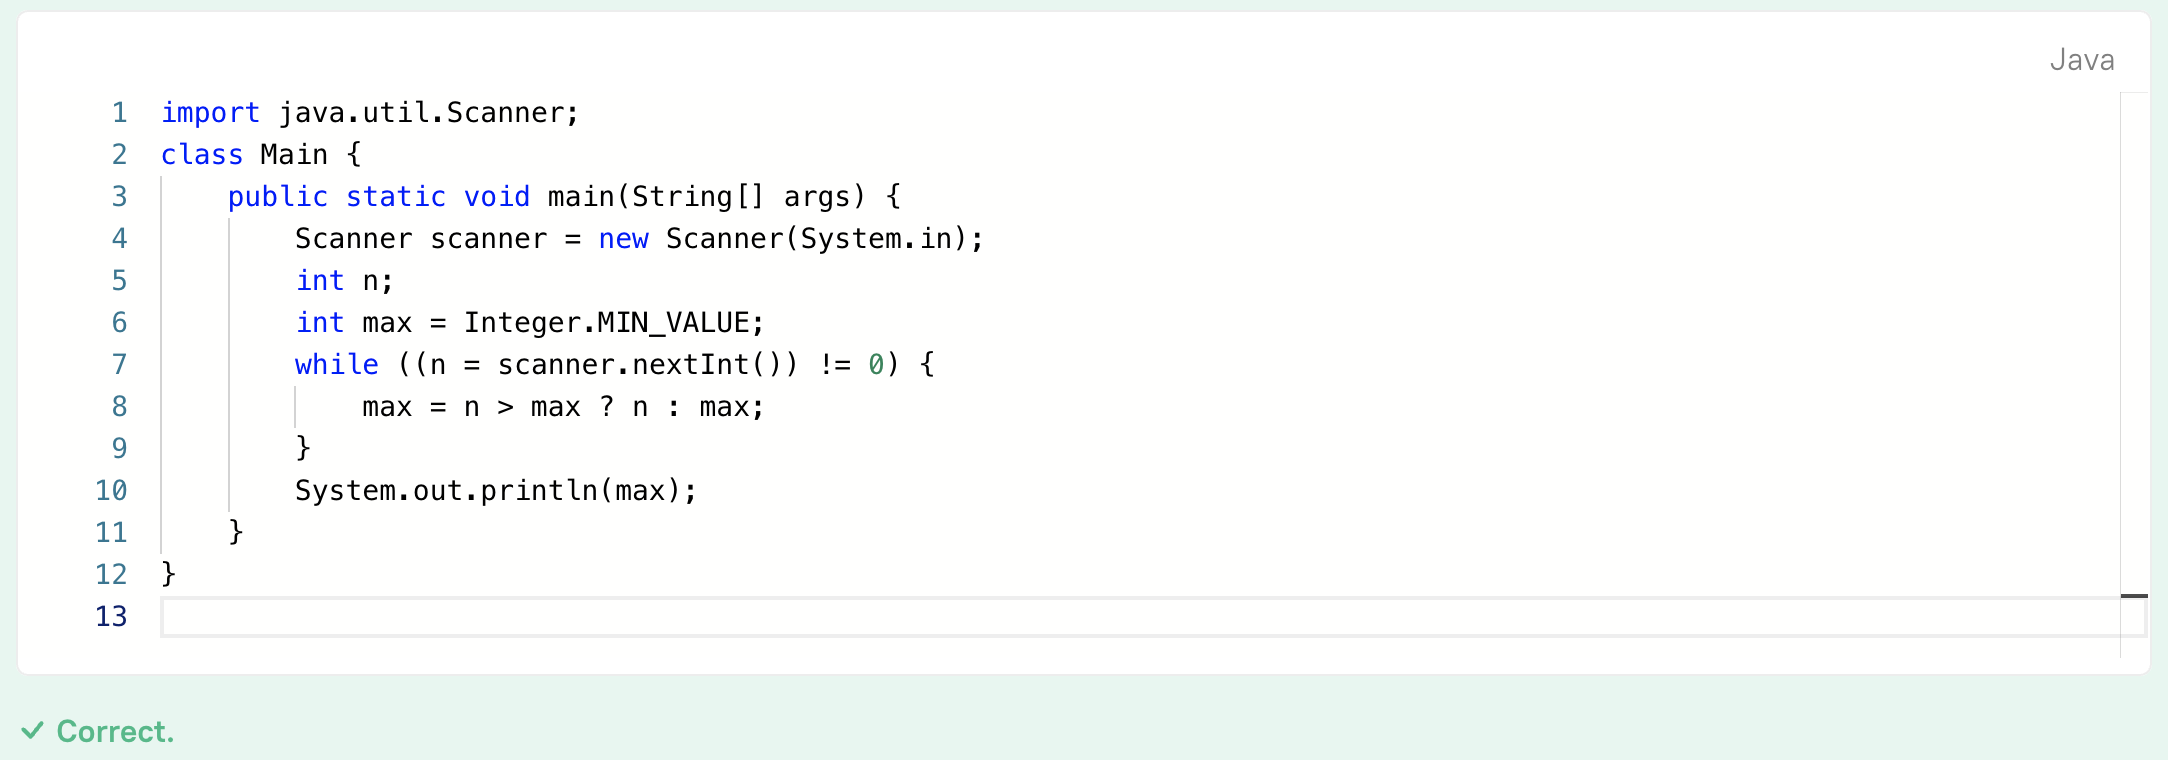 Java
1 import java.util.Scanner;
2 class Main {
3     public static void main(String[] args) {
4         Scanner scanner = new Scanner(System.in);
5         int n;
6         int max = Integer.MIN_VALUE;
7         while ((n = scanner.nextInt()) != 0) {
8             max = n > max ? n : max;
9         }
10         System.out.println(max);
11     }
12 }
13
Correct.